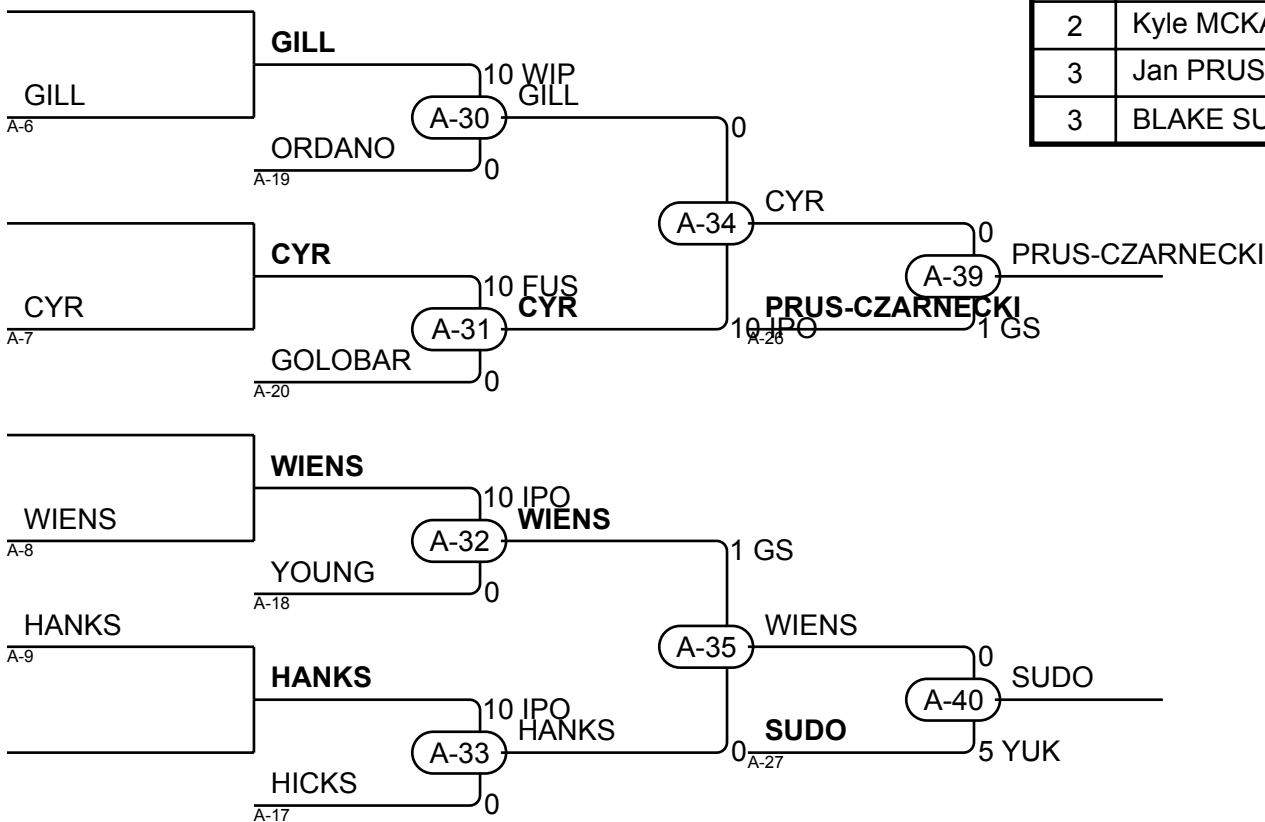 2 Kyle MCKA
GILL
10 WIP
3 Jan PRUS
GILL
GILL
A-6
A-30
0
3 BLAKE SU
ORDANO
A-19
0
CYR
A-34
CYR
0
PRUS-CZARNECKI
A-39
10 FUS
CYR
CYR
PRUS-CZARNECKI
A-7
A-31
10 IPO
A-26
1 GS
GOLOBAR
A-20
0
WIENS
10 IPO
WIENS
WIENS
A-8
A-32
1 GS
YOUNG
A-18
0
HANKS
A-9
WIENS
A-35
0
HANKS
SUDO
A-40
10 IPO
HANKS
SUDO
A-33
0
A-27
5 YUK
HICKS
A-17
0